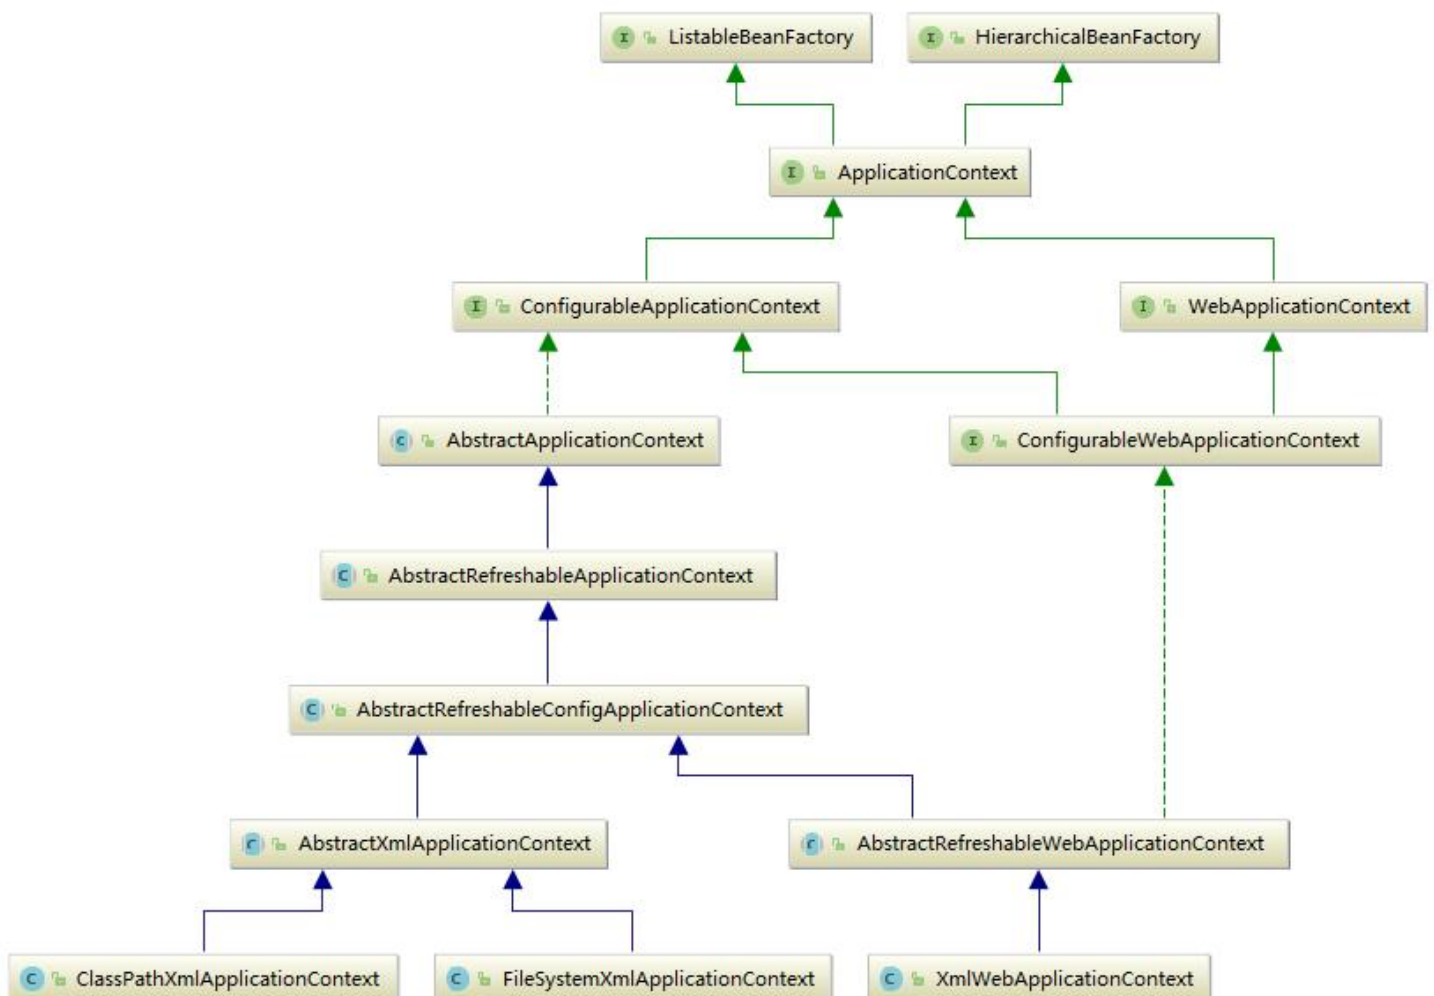 ListableBeanFactory
HierarchicalBeanFactory
ApplicationContext
ConfigurableApplicationContext
WebApplicationContext
AbstractApplicationContext
ConfigurableWebApplicationContext
AbstractRefreshableApplicationContext
AbstractRefreshableConfigApplicationContext
AbstractXmlApplicationContext
AbstractRefreshableWebApplicationContext
ClassPathXmlApplicationContext
FileSystemXmlApplicationContext
XmlWebApplicationContext